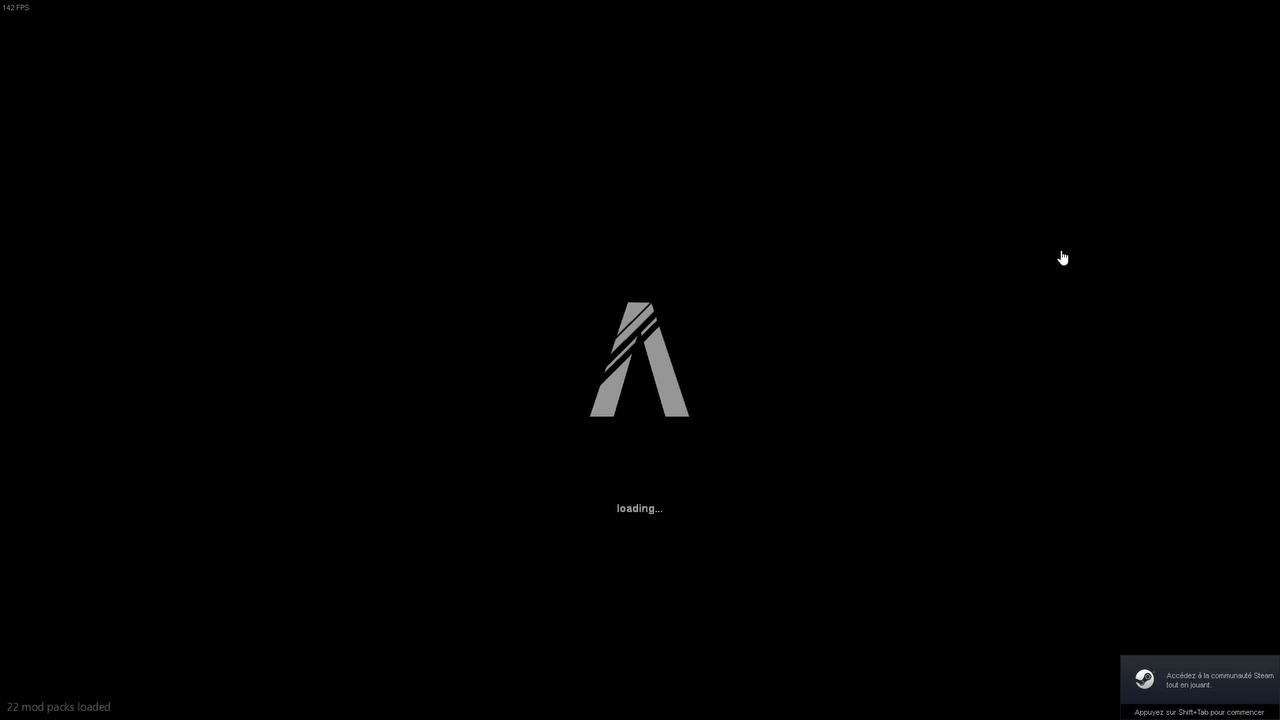 142 FPS
loading...
Accédez à la communauté Steam
tout en jouant.
22 mod packs loaded
Appuyez sur Shift+Tab pour commencer